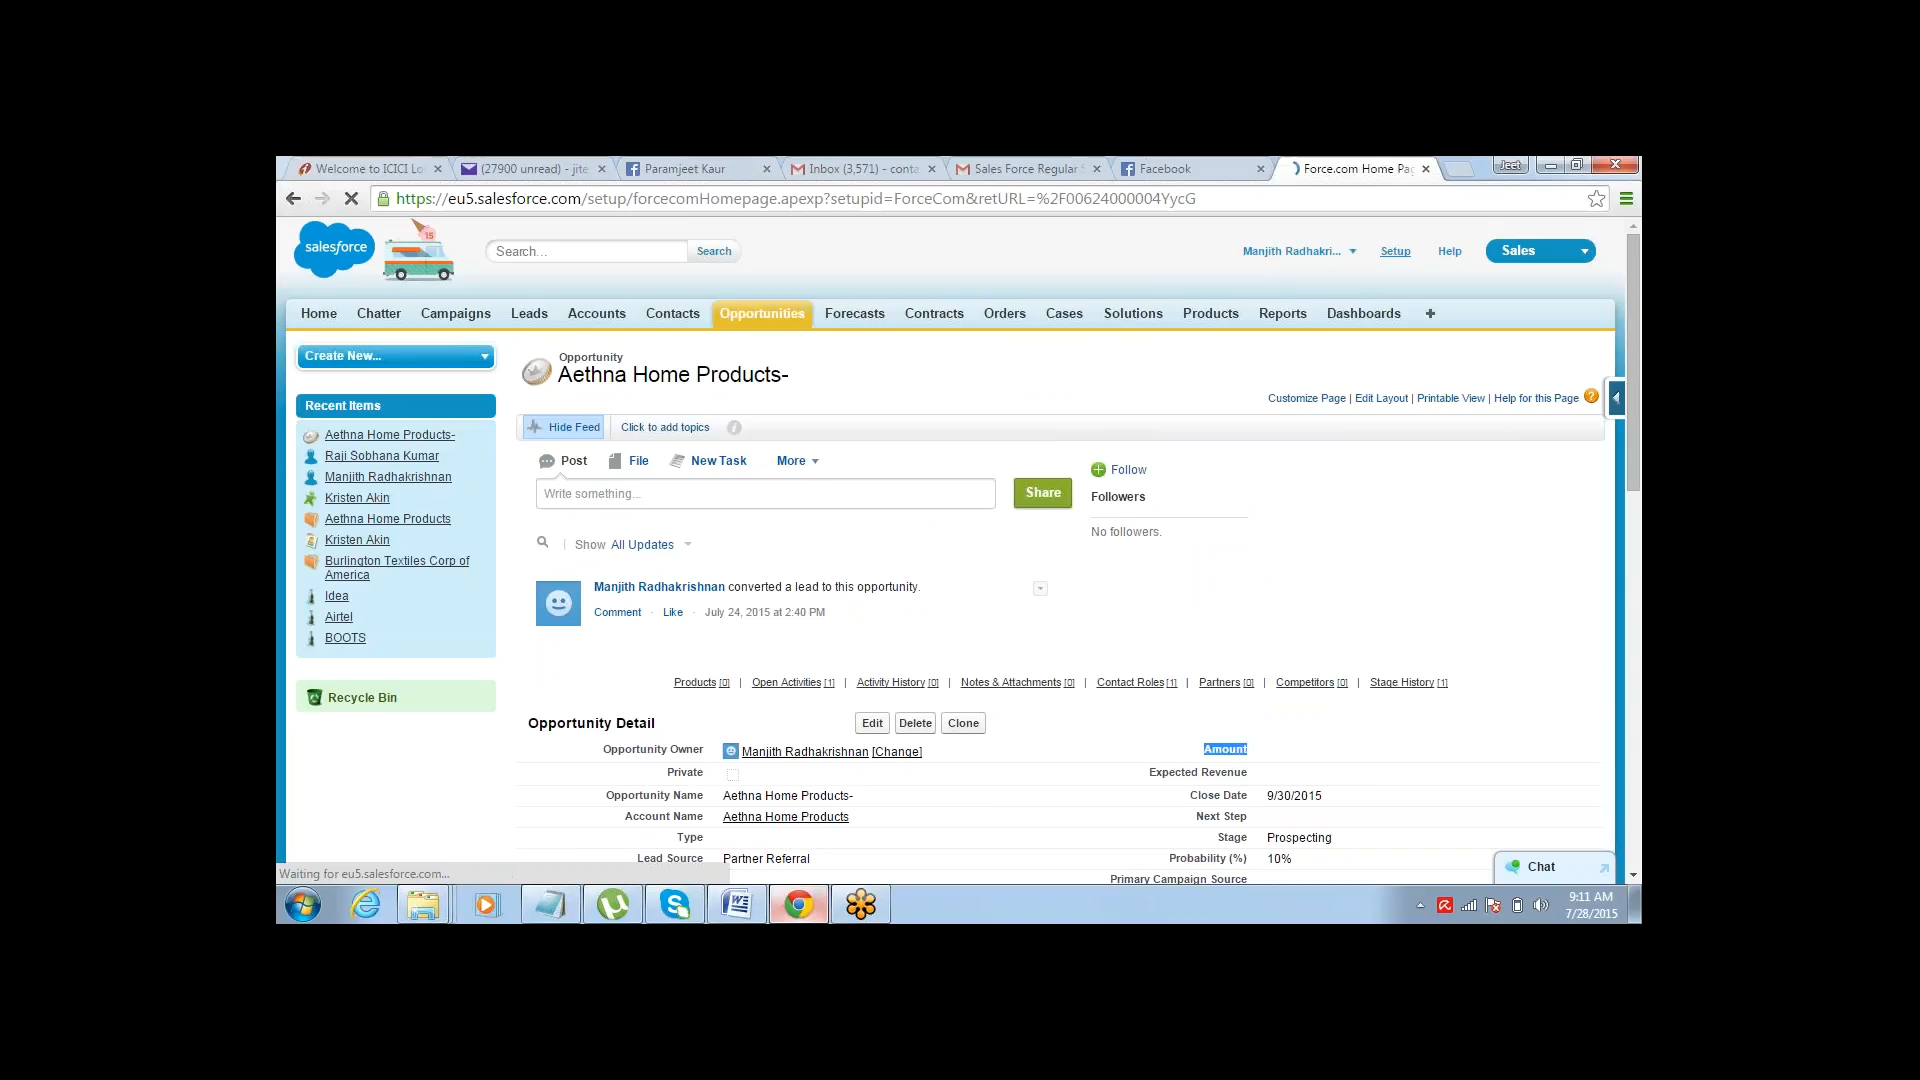 Welcome to ICICI Lo
(27900 unread) - jite
Paramjeet Kaur
Inbox (3,571) - conta
Sales Force Regular S
Facebook
Force.com Home Pag
Jeet
https://eu5.salesforce.com/setup/forcecomHomepage.apexp?setupid=ForceCom&retURL=%2F00624000004YycG
salesforce
15
Search...
Search
Manjith Radhakri...
Setup
Help
Sales
Home
Chatter
Campaigns
Leads
Accounts
Contacts
Opportunities
Forecasts
Contracts
Orders
Cases
Solutions
Products
Reports
Dashboards
+
Create New...
Recent Items
Aethna Home Products-
Raji Sobhana Kumar
Manjith Radhakrishnan
Kristen Akin
Aethna Home Products
Kristen Akin
Burlington Textiles Corp of
America
Idea
Airtel
BOOTS
Recycle Bin
Opportunity
Aethna Home Products-
Customize Page | Edit Layout | Printable View | Help for this Page ?
Hide Feed
Click to add topics
i
Post
File
New Task
More
Write something...
Share
Follow
Followers
No followers.
Show All Updates
Manjith Radhakrishnan converted a lead to this opportunity.
Comment · Like · July 24, 2015 at 2:40 PM
Products [0] | Open Activities [1] | Activity History [0] | Notes & Attachments [0] | Contact Roles [1] | Partners [0] | Competitors [0] | Stage History [1]
Opportunity Detail
Edit
Delete
Clone
Opportunity Owner Manjith Radhakrishnan [Change]
Amount
Private
Expected Revenue
Opportunity Name Aethna Home Products-
Close Date 9/30/2015
Account Name Aethna Home Products
Next Step
Type
Stage Prospecting
Lead Source Partner Referral
Probability (%) 10%
Primary Campaign Source
Chat
Waiting for eu5.salesforce.com...
9:11 AM
7/28/2015